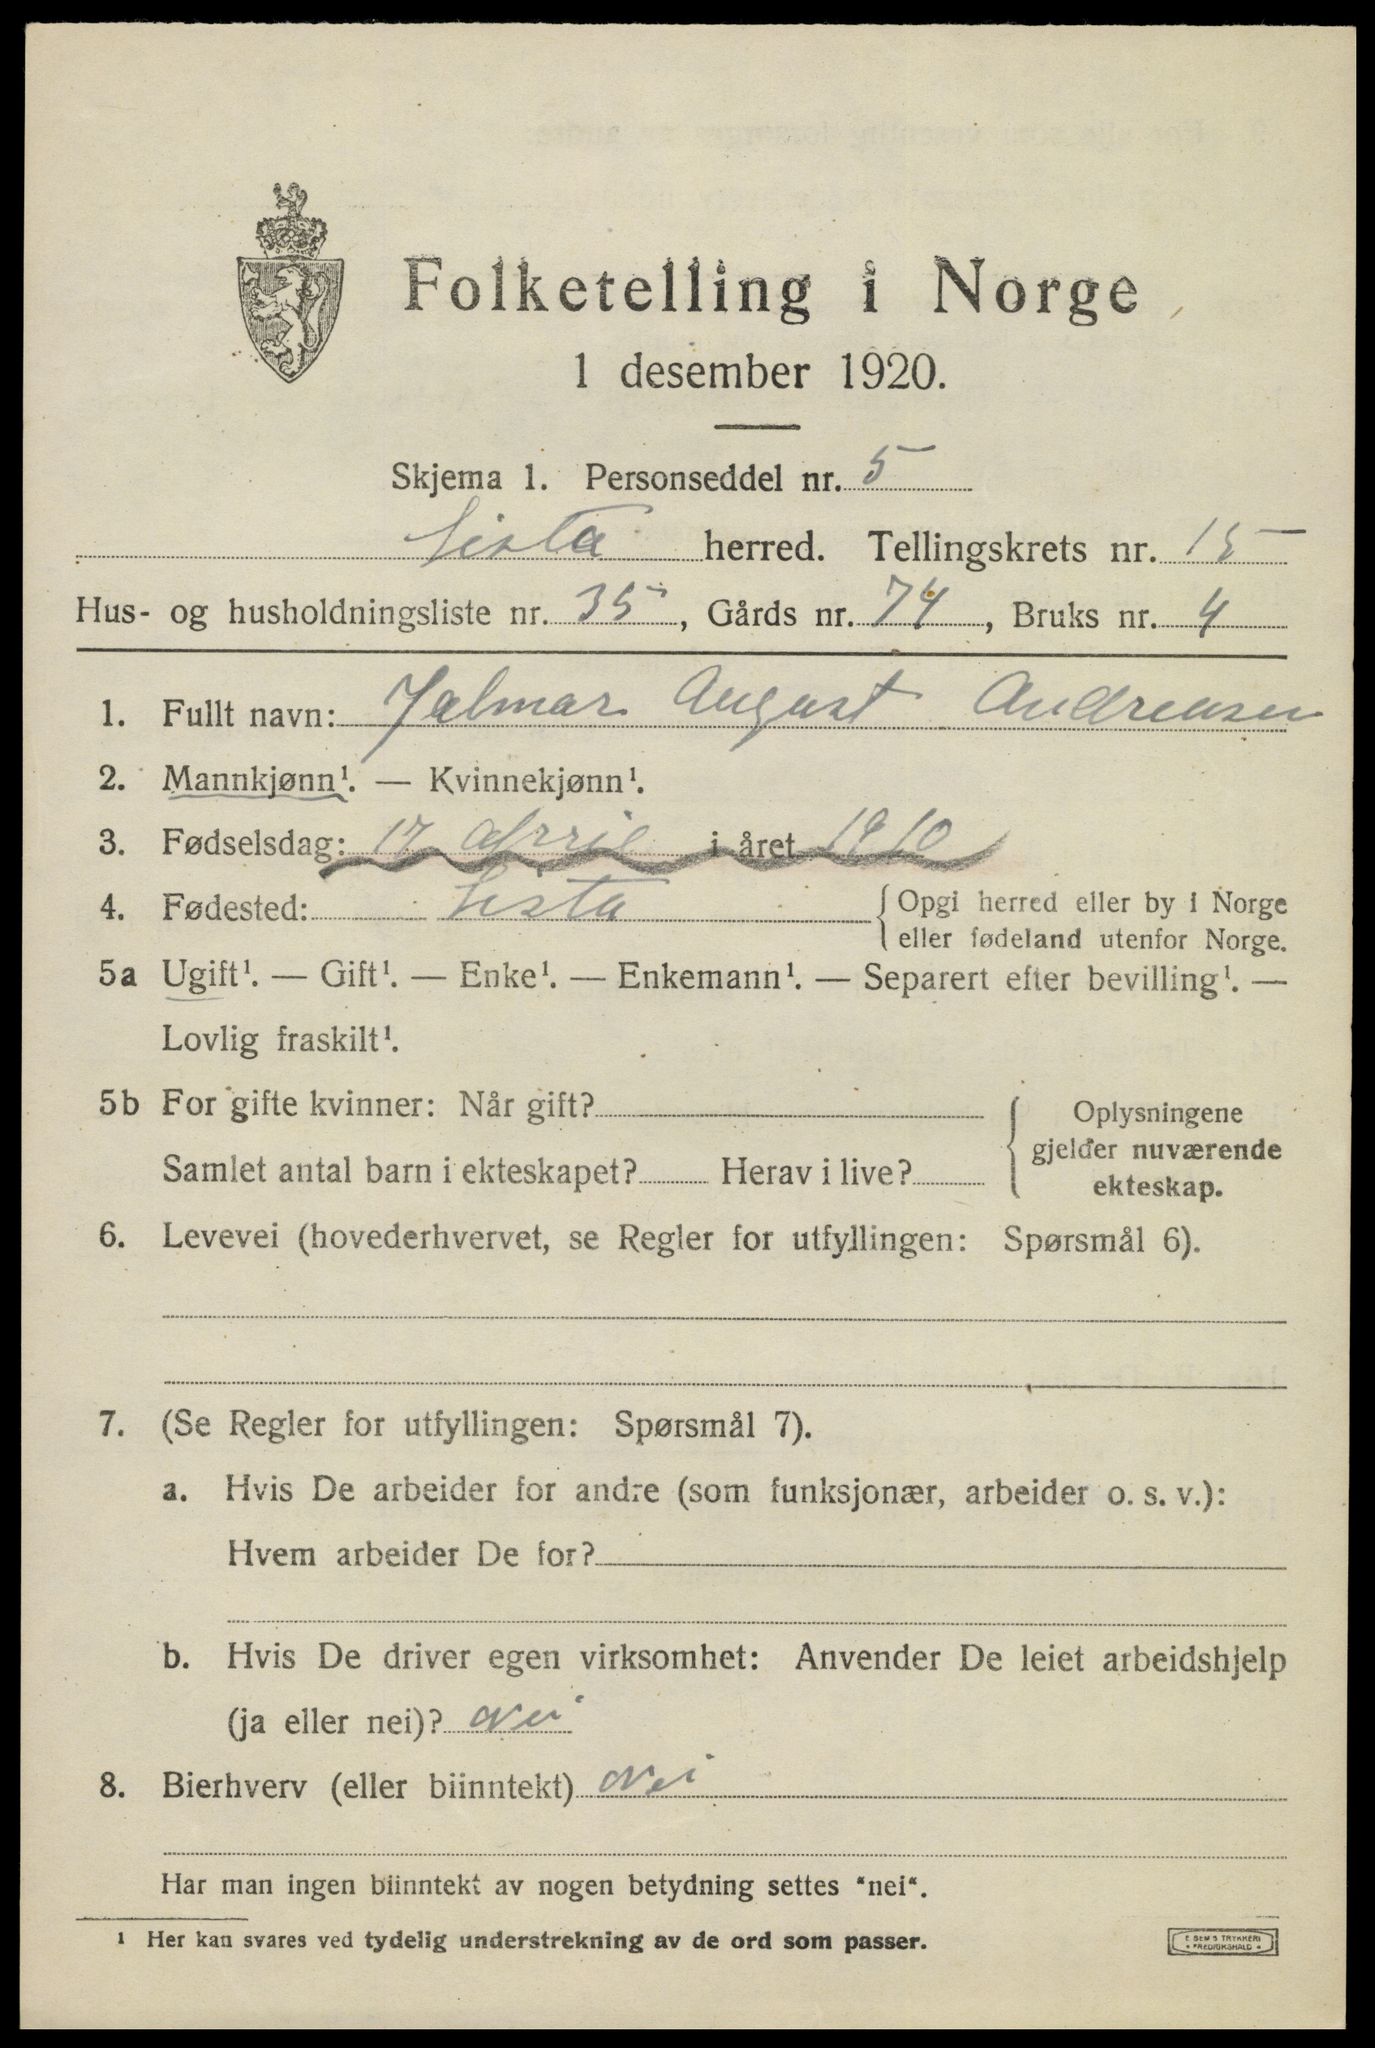 Folketelling i Norge
1 desember 1920.
Skjema 1. Personseddel nr. 5
Lista herred. Tellingskrets nr. 15
Hus- og husholdningsliste nr. 35, Gårds nr. 74, Bruks nr. 4
1. Fullt navn: Jalmar August Andreasen
2. Mannkjønn¹. — Kvinnekjønn¹.
3. Fødselsdag: 17 April i året 1910
4. Fødested: Lista {Opgi herred eller by i Norge
eller fødeland utenfor Norge.
5a Ugift¹. — Gift¹. — Enke¹. — Enkemann¹. — Separert efter bevilling¹. —
Lovlig fraskilt¹.
5b For gifte kvinner: Når gift?
Samlet antal barn i ekteskapet? Herav i live?
{Oplysningene
gjelder nuværende
ekteskap.
6. Levevei (hovederhvervet, se Regler for utfyllingen: Spørsmål 6).
7. (Se Regler for utfyllingen: Spørsmål 7).
a. Hvis De arbeider for andre (som funksjonær, arbeider o. s. v.):
Hvem arbeider De for?
b. Hvis De driver egen virksomhet: Anvender De leiet arbeidshjelp
(ja eller nei)? Nei
8. Bierhverv (eller biinntekt) Nei
Har man ingen biinntekt av nogen betydning settes "nei".
¹ Her kan svares ved tydelig understrekning av de ord som passer.
E. SEM'S TRYKKERI
FREDRIKSHALD